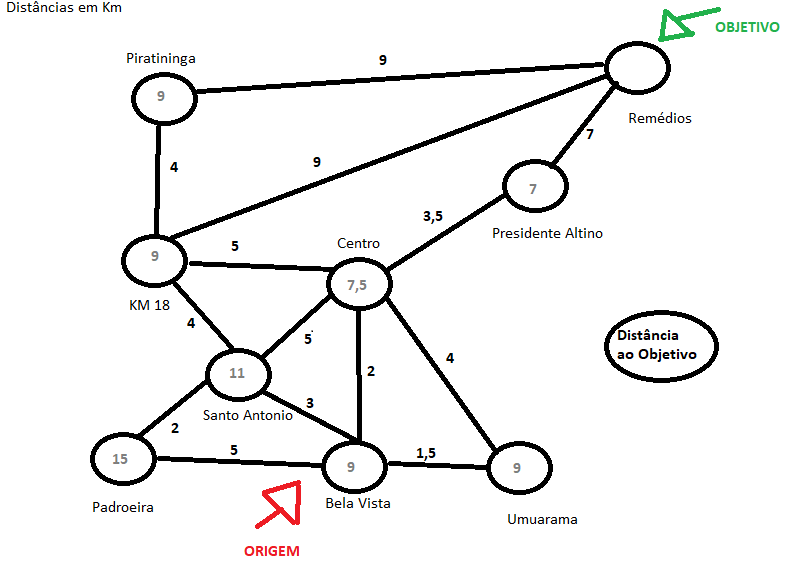 Distâncias em Km
OBJETIVO
Piratininga
9
9
Remédios
4
9
7
7
3,5
Presidente Altino
Centro
5
9
7,5
KM 18
4
5
Distância
ao Objetivo
11
2
4
Santo Antonio
3
2
5
1,5
15
9
9
Padroeira
Bela Vista
Umuarama
ORIGEM